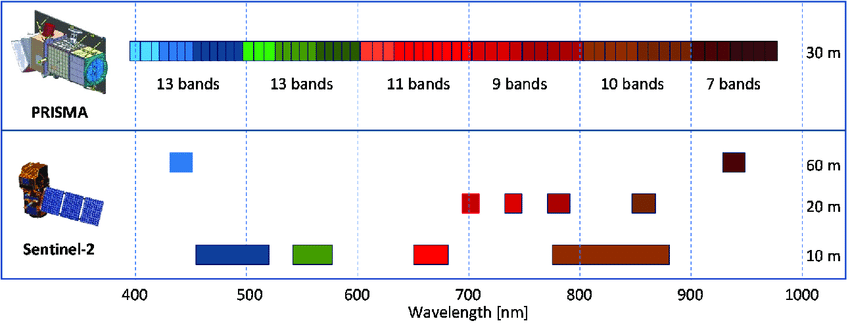 30 m
13 bands 13 bands 11 bands 9 bands 10 bands 7 bands
PRISMA
60 m
20 m
Sentinel-2
10 m
400 500 600 700 800 900 1000
Wavelength [nm]